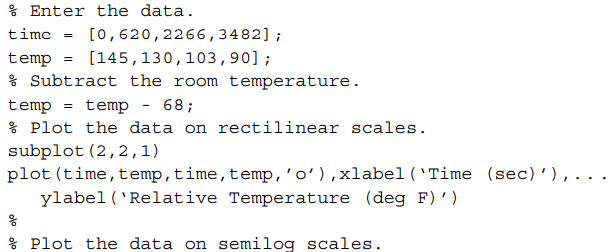 % Enter the data.
time = [0,620,2266,3482];
temp = [145,130,103,90];
% Subtract the room temperature.
temp = temp - 68;
% Plot the data on rectilinear scales.
subplot(2,2,1)
plot(time,temp,time,temp,’o’),xlabel(‘Time (sec)’),...
ylabel(‘Relative Temperature (deg F)’)
%
% Plot the data on semilog scales.